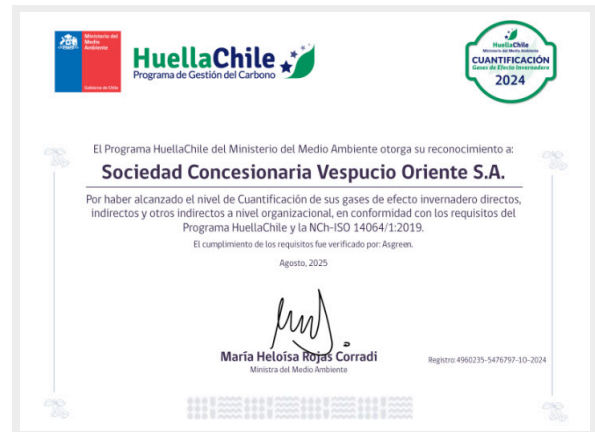 Ministerio del
Medio
Ambiente
Gobierno de Chile
HuellaChile
Programa de Gestión del Carbono
HuellaChile
Ministerio del Medio Ambiente
CUANTIFICACIÓN
Gases de Efecto Invernadero
2024
El Programa HuellaChile del Ministerio del Medio Ambiente otorga su reconocimiento a:
Sociedad Concesionaria Vespucio Oriente S.A.
Por haber alcanzado el nivel de Cuantificación de sus gases de efecto invernadero directos,
indirectos y otros indirectos a nivel organizacional, en conformidad con los requisitos del
Programa HuellaChile y la NCh-ISO 14064/1:2019.
El cumplimiento de los requisitos fue verificado por: Asgreen.
Agosto, 2025
María Heloísa Rojas Corradi
Ministra del Medio Ambiente
Registro: 4960235-5476797-10-2024